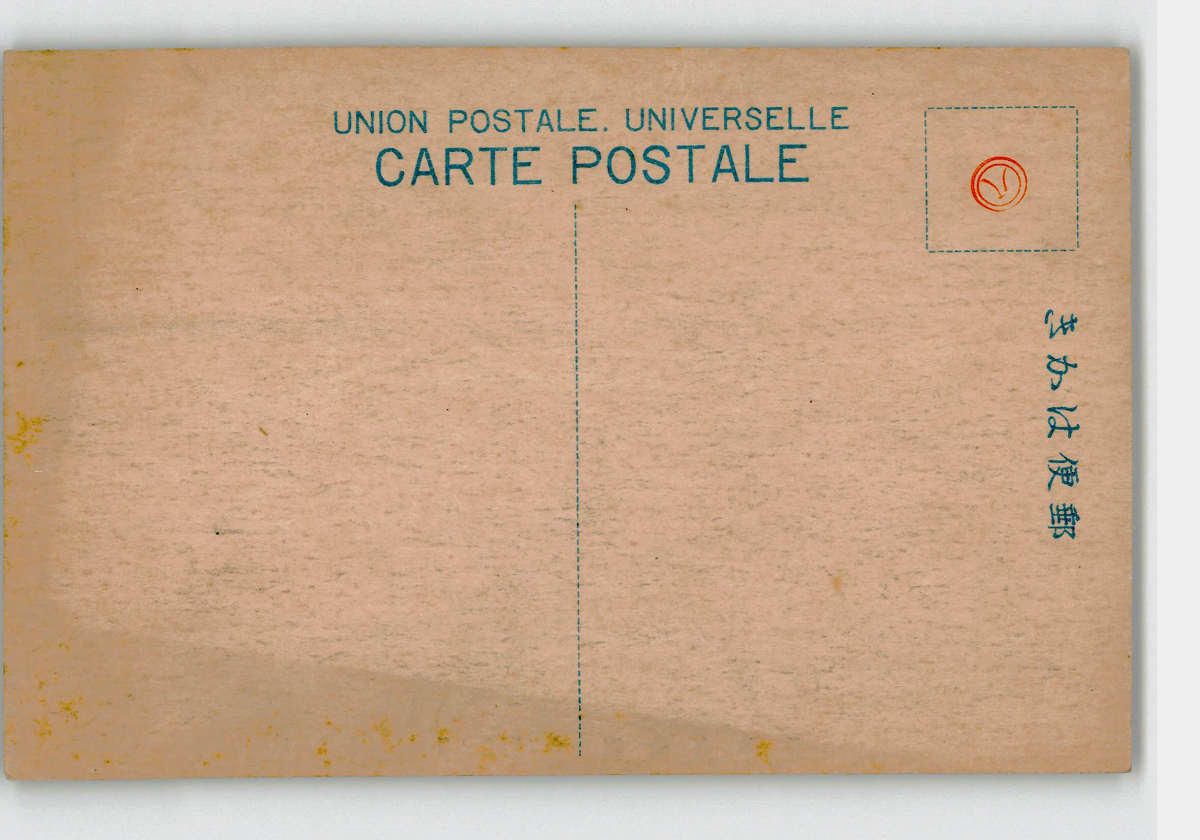 UNION POSTALE. UNIVERSELLE
CARTE POSTALE
郵便はかき